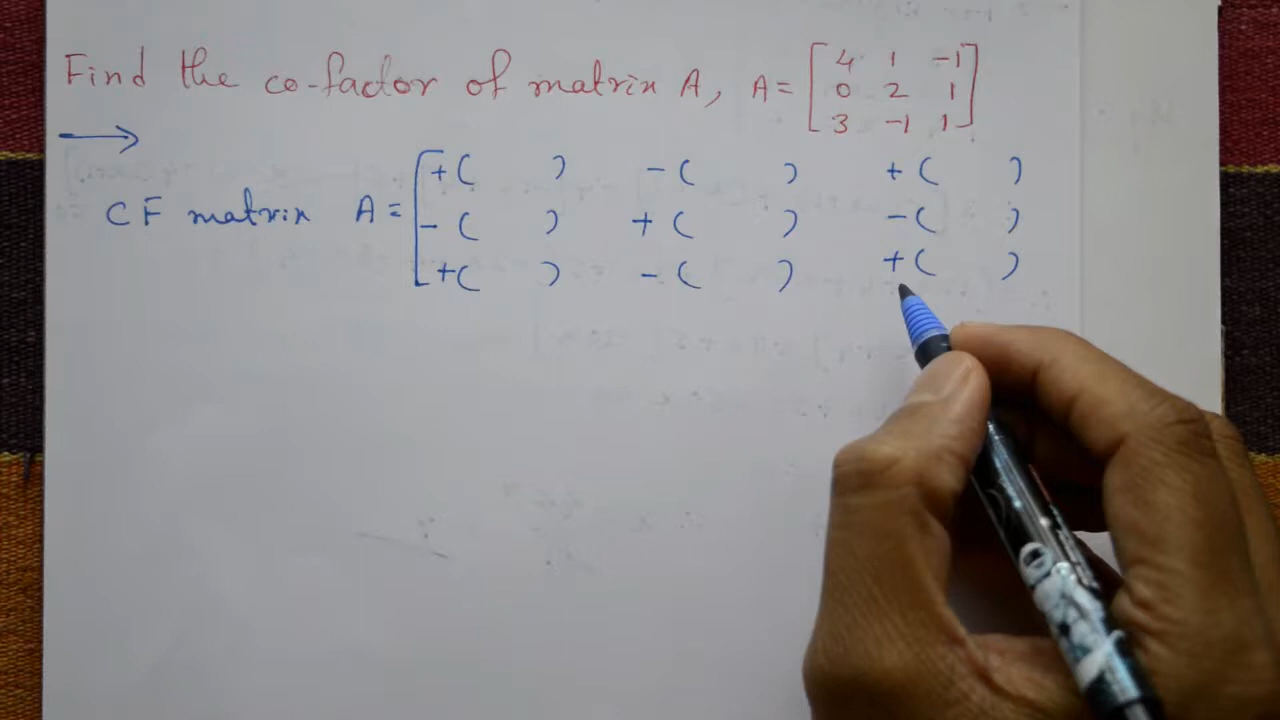 Find the co-factor of matrix A, A = [ 4 1 -1
0 2 1
3 -1 1 ]
CF matrix A = [ +( ) -( ) +( )
-( ) +( ) -( )
+( ) -( ) +( )